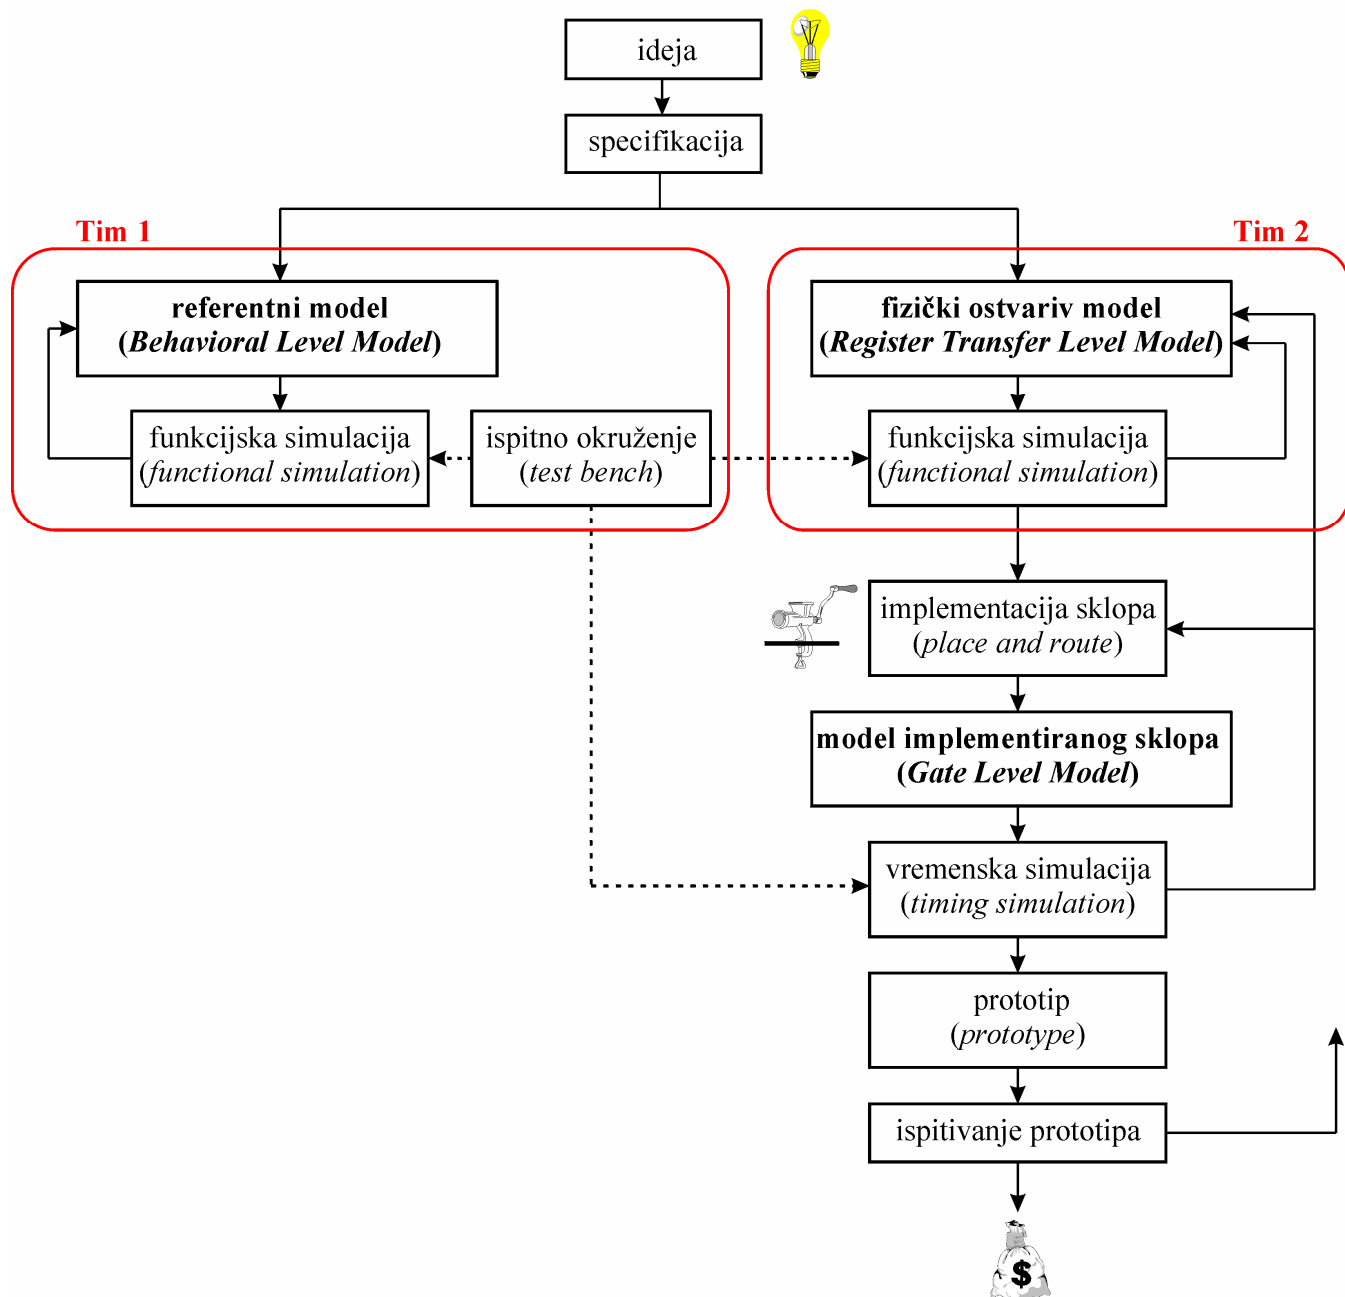 ideja
specifikacija
Tim 1
Tim 2
referentni model
(Behavioral Level Model)
fizički ostvariv model
(Register Transfer Level Model)
funkcijska simulacija
(functional simulation)
ispitno okruženje
(test bench)
funkcijska simulacija
(functional simulation)
implementacija sklopa
(place and route)
model implementiranog sklopa
(Gate Level Model)
vremenska simulacija
(timing simulation)
prototip
(prototype)
ispitivanje prototipa
$